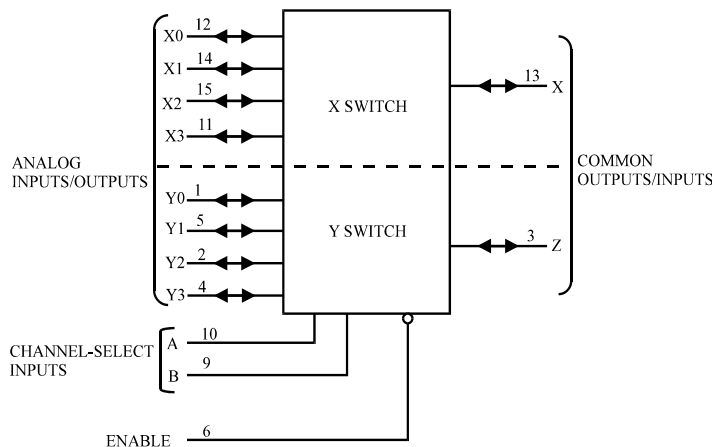 X0 12
X1 14
X2 15
X3 11
X SWITCH
13 X
ANALOG
INPUTS/OUTPUTS
COMMON
OUTPUTS/INPUTS
Y0 1
Y1 5
Y2 2
Y3 4
Y SWITCH
3 Z
CHANNEL-SELECT
INPUTS
A 10
B 9
ENABLE 6